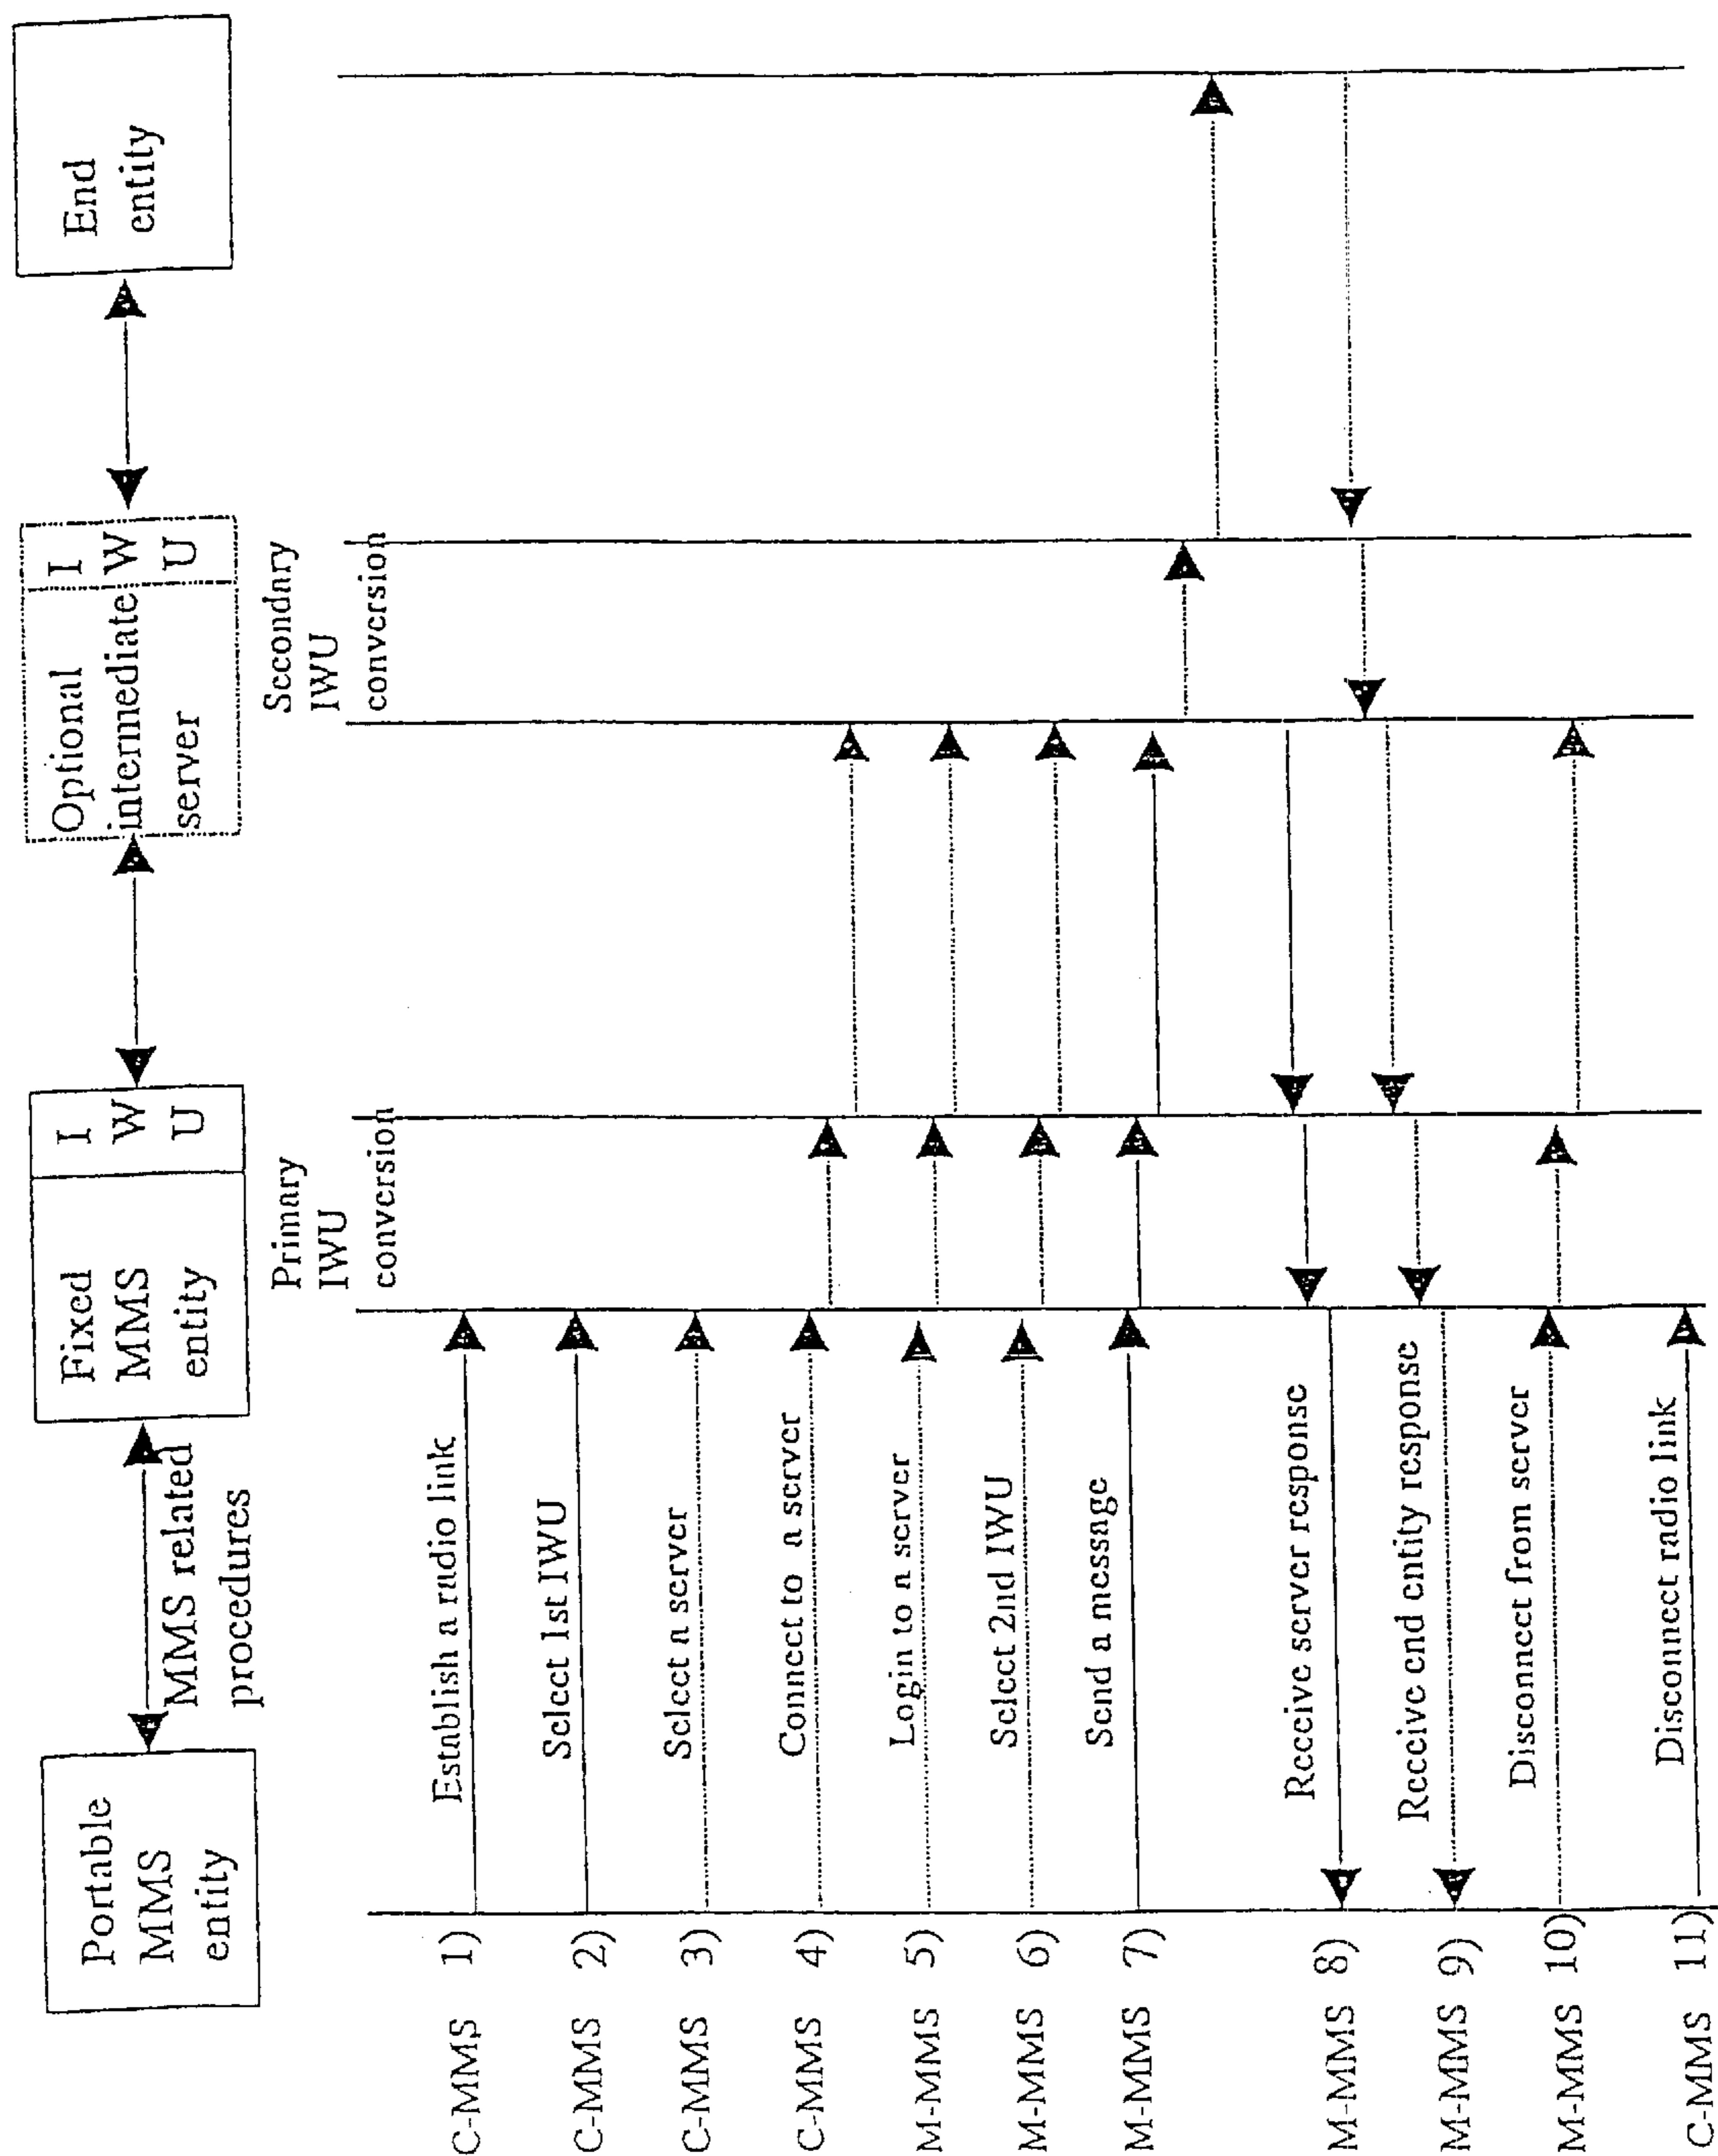 Portable
MMS
entity
MMS related
procedures
Fixed
MMS
entity
I
W
U
Optional
intermediate
server
I
W
U
End
entity
Primary
IWU
conversion
Secondary
IWU
conversion
C-MMS 1) Establish a radio link
C-MMS 2) Select 1st IWU
C-MMS 3) Select a server
C-MMS 4) Connect to a server
M-MMS 5) Login to a server
M-MMS 6) Select 2nd IWU
M-MMS 7) Send a message
M-MMS 8) Receive server response
M-MMS 9) Receive end entity response
M-MMS 10) Disconnect from server
C-MMS 11) Disconnect radio link